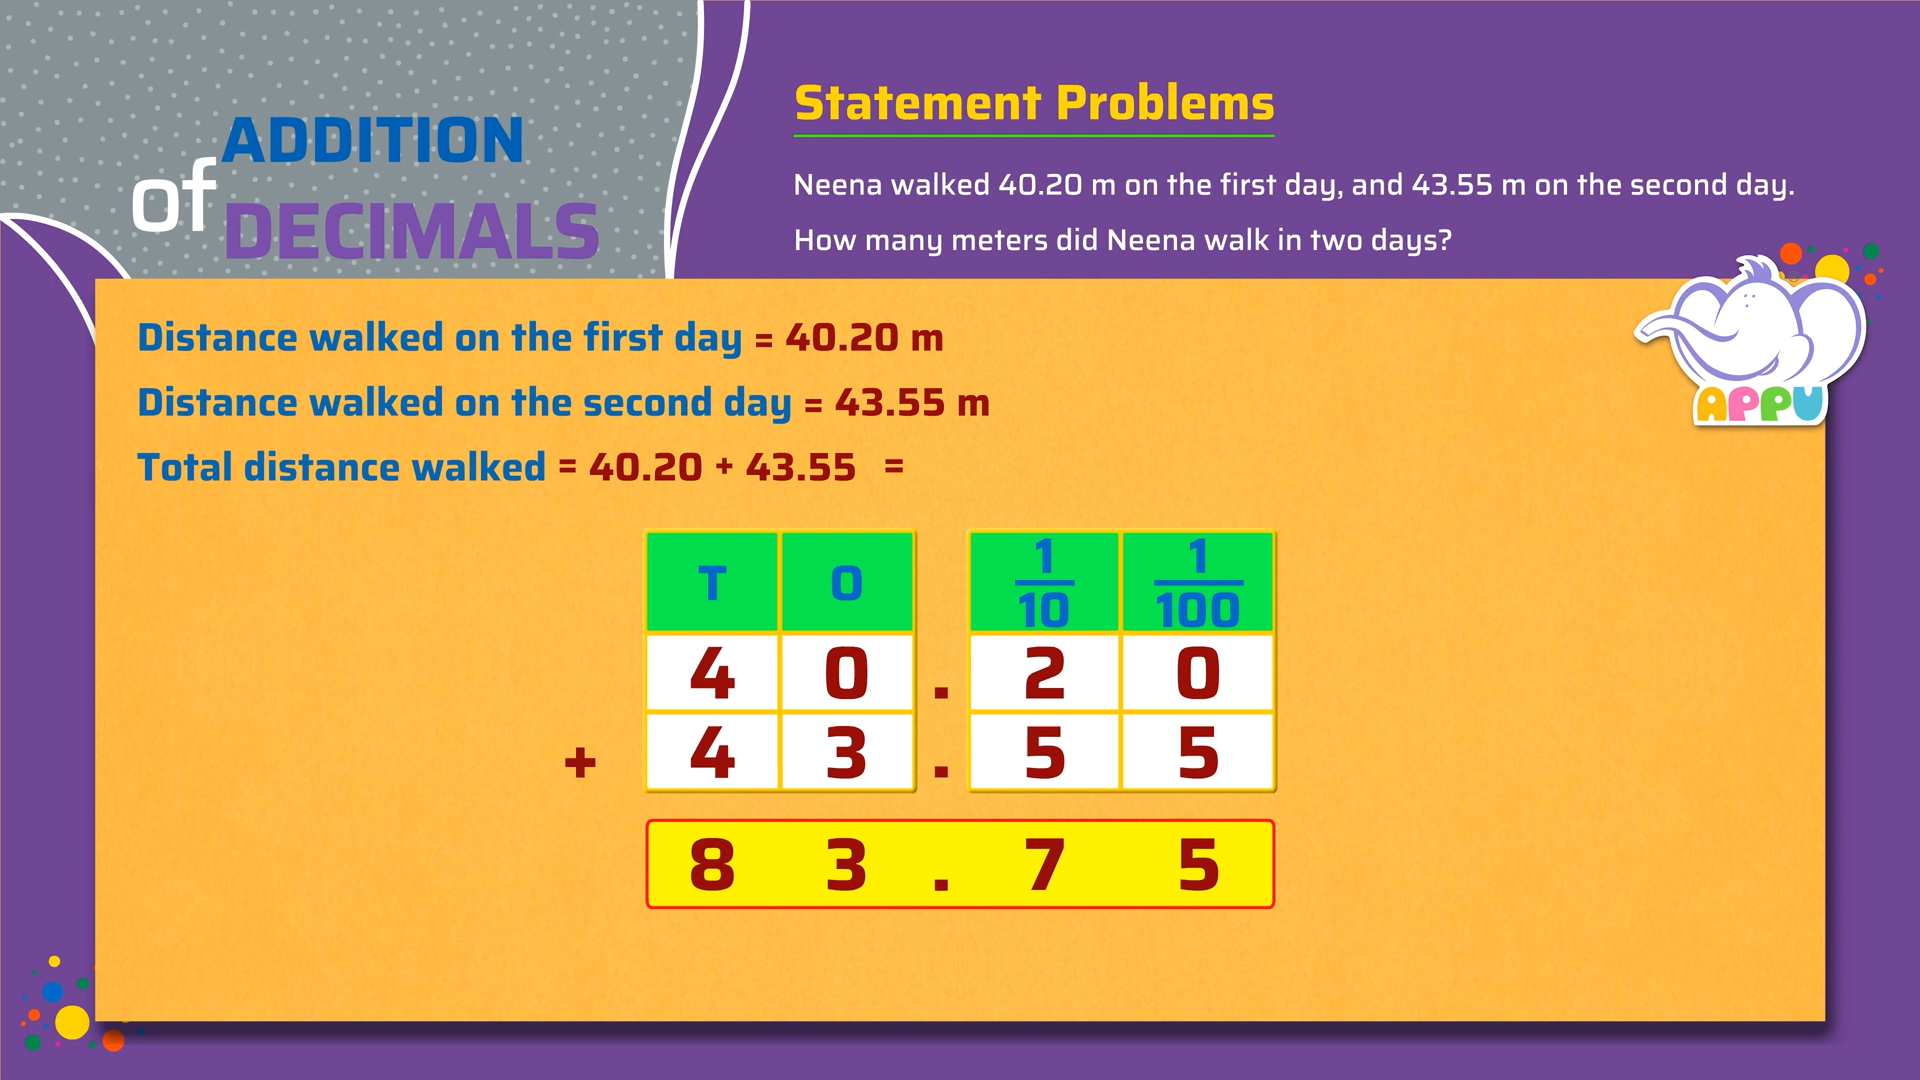 ADDITION
of DECIMALS
Statement Problems
Neena walked 40.20 m on the first day, and 43.55 m on the second day.
How many meters did Neena walk in two days?
APPU
Distance walked on the first day = 40.20 m
Distance walked on the second day = 43.55 m
Total distance walked = 40.20 + 43.55 =
T O 1/10 1/100
4 0 . 2 0
+ 4 3 . 5 5
8 3 . 7 5